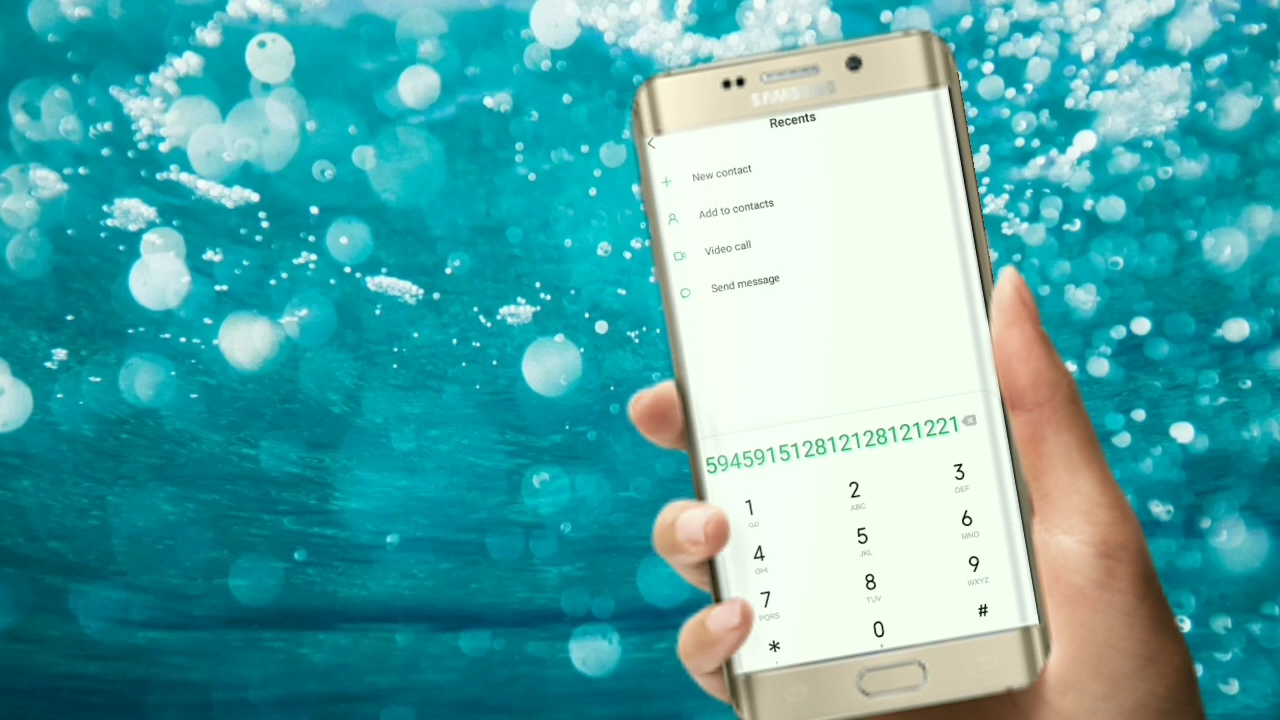 SAMSUNG
Recents
New contact
Add to contacts
Video call
Send message
594591512812128121221
1
2 ABC
3 DEF
4 GHI
5 JKL
6 MNO
7 PQRS
8 TUV
9 WXYZ
*
0 +
#